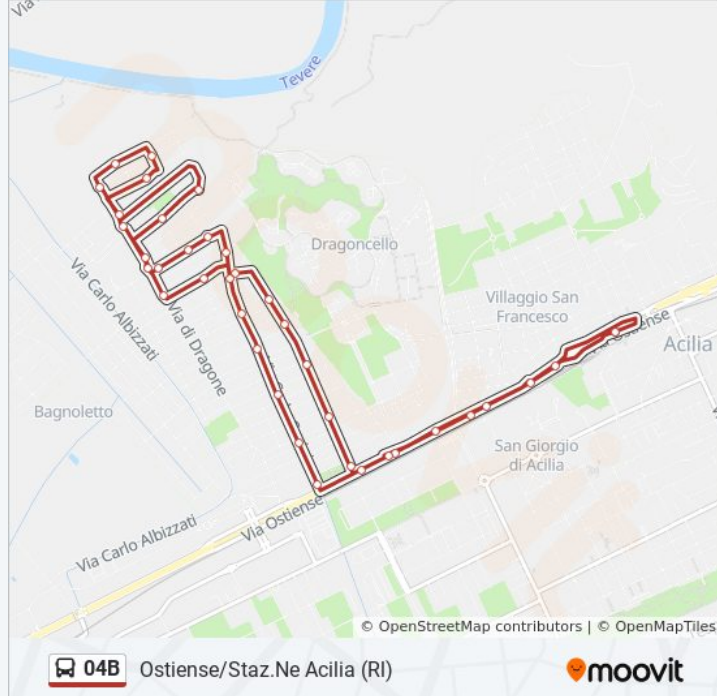 Via
Tevere
Dragoncello
Via Carlo Albizzati
Villaggio San
Francesco
Via Ostiense
Acilia
Via di Dragone
Bagnoletto
San Giorgio
di Acilia
Via Ostiense
Via Carlo Albizzati
© OpenStreetMap contributors | © OpenMapTiles
04B Ostiense/Staz.Ne Acilia (Rl)
moovit